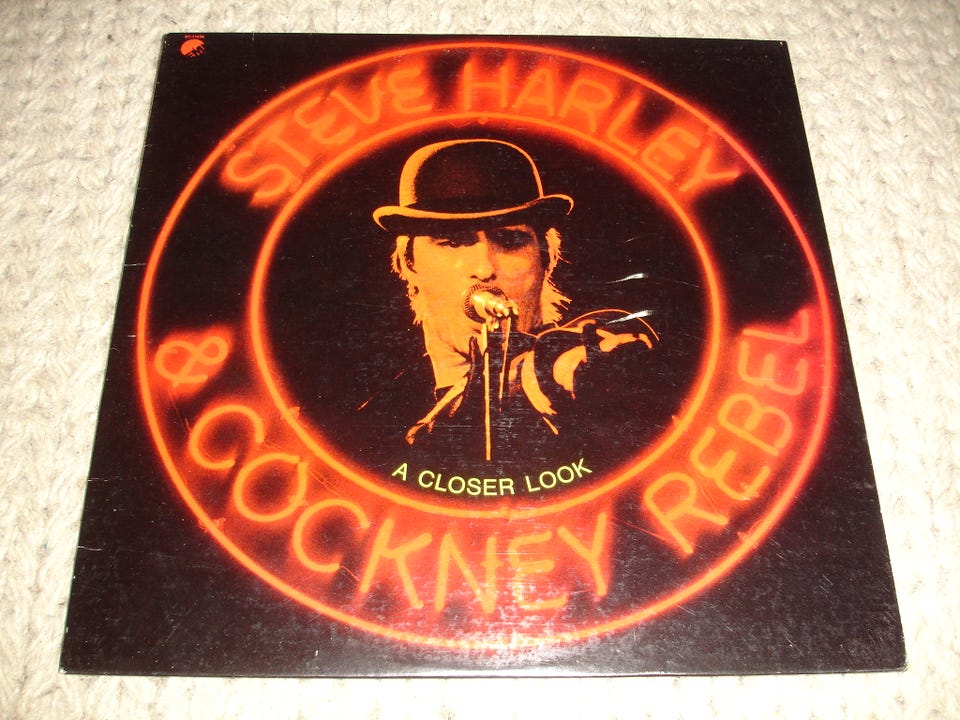 STEVE HARLEY
& COCKNEY REBEL
A CLOSER LOOK